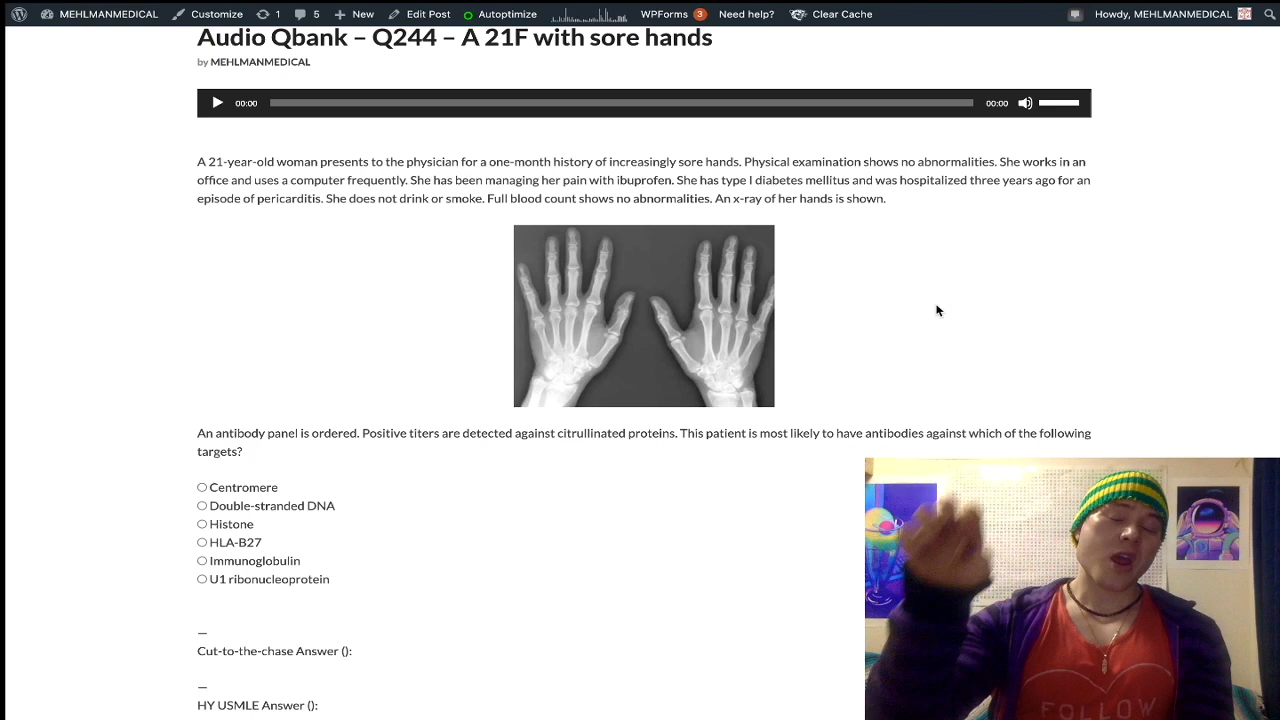 MEHLMANMEDICAL Customize 1 5 New Edit Post Autoptimize WPForms 3 Need help? Clear Cache Howdy, MEHLMANMEDICAL
Audio Qbank – Q244 – A 21F with sore hands
by MEHLMANMEDICAL
00:00 00:00
A 21-year-old woman presents to the physician for a one-month history of increasingly sore hands. Physical examination shows no abnormalities. She works in an
office and uses a computer frequently. She has been managing her pain with ibuprofen. She has type I diabetes mellitus and was hospitalized three years ago for an
episode of pericarditis. She does not drink or smoke. Full blood count shows no abnormalities. An x-ray of her hands is shown.
An antibody panel is ordered. Positive titers are detected against citrullinated proteins. This patient is most likely to have antibodies against which of the following
targets?
Centromere
Double-stranded DNA
Histone
HLA-B27
Immunoglobulin
U1 ribonucleoprotein
—
Cut-to-the-chase Answer ():
—
HY USMLE Answer ():
FOLLOW